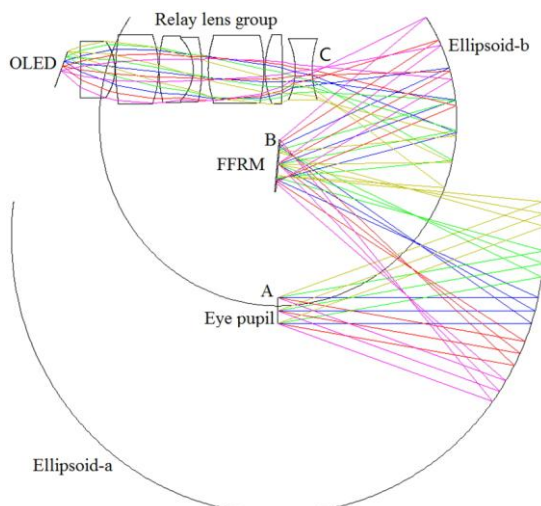 Relay lens group
Ellipsoid-b
C
OLED
B
FFRM
A
Eye pupil
Ellipsoid-a